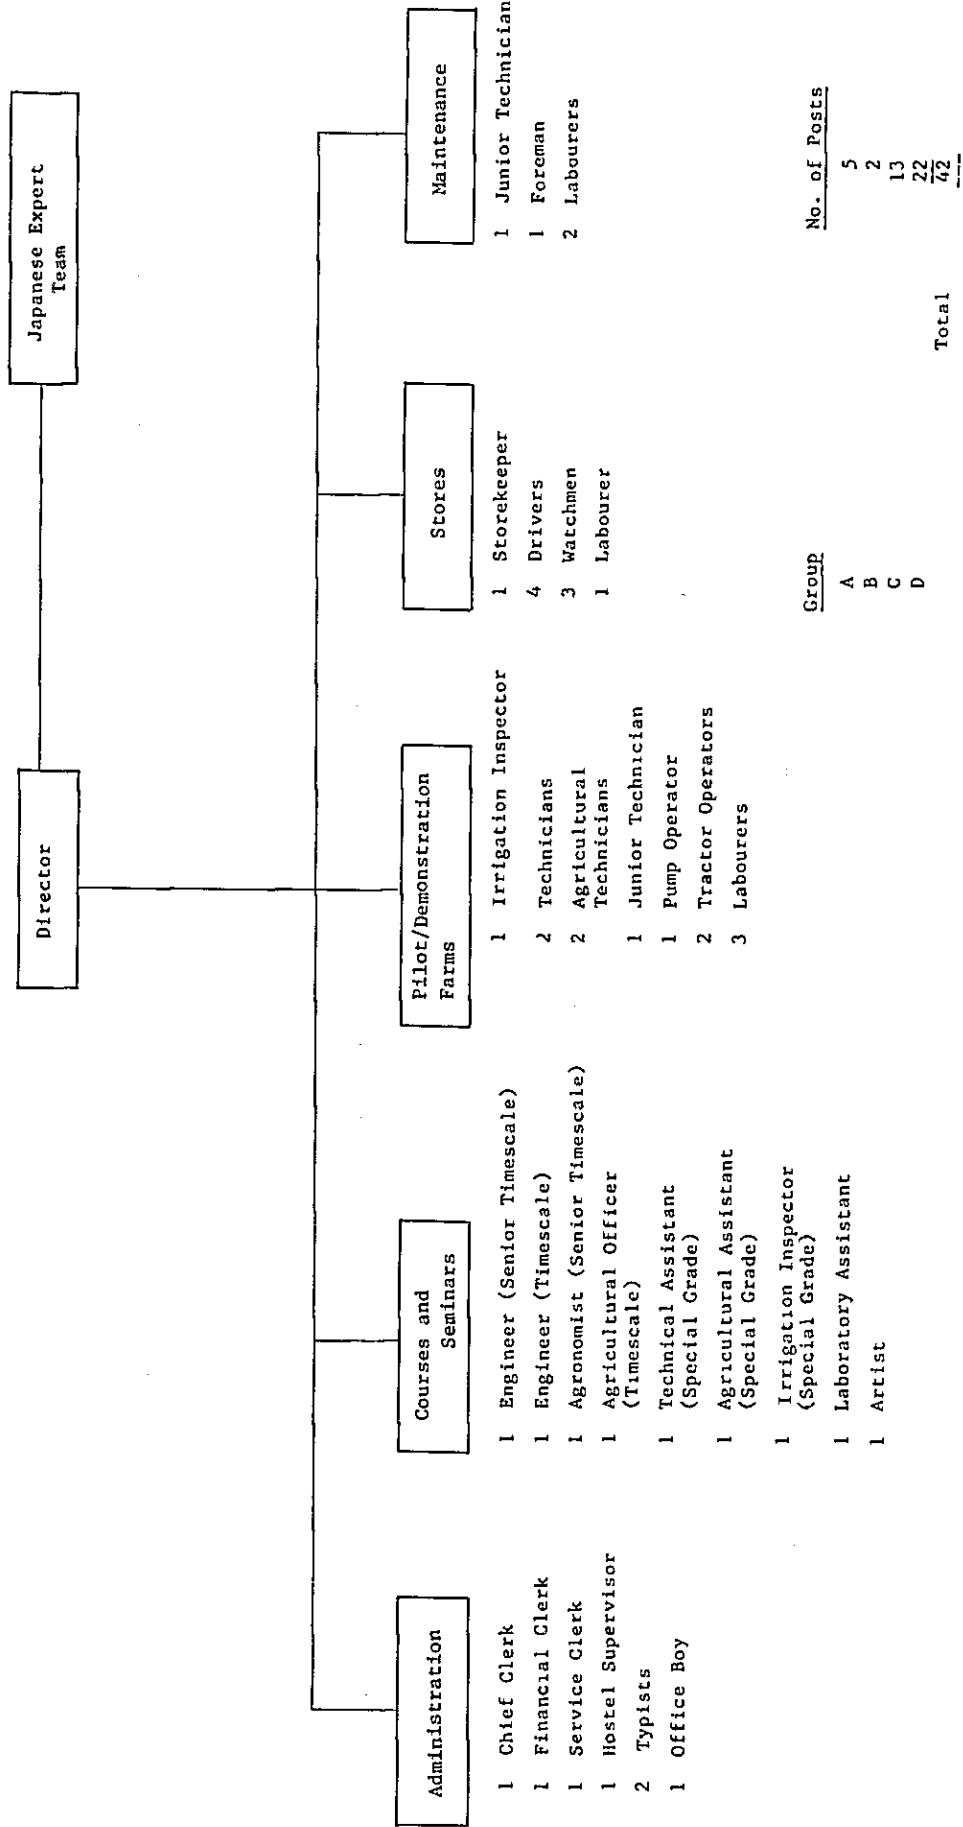 Director
Japanese Expert
Team
Administration
1 Chief Clerk
1 Financial Clerk
1 Service Clerk
1 Hostel Supervisor
2 Typists
1 Office Boy
Courses and
Seminars
1 Engineer (Senior Timescale)
1 Engineer (Timescale)
1 Agronomist (Senior Timescale)
1 Agricultural Officer
(Timescale)
1 Technical Assistant
(Special Grade)
1 Agricultural Assistant
(Special Grade)
1 Irrigation Inspector
(Special Grade)
1 Laboratory Assistant
1 Artist
Pilot/Demonstration
Farms
1 Irrigation Inspector
2 Technicians
2 Agricultural
Technicians
1 Junior Technician
1 Pump Operator
2 Tractor Operators
3 Labourers
Stores
1 Storekeeper
4 Drivers
3 Watchmen
1 Labourer
Maintenance
1 Junior Technician
1 Foreman
2 Labourers
Group No. of Posts
A 5
B 2
C 13
D 22
Total 42